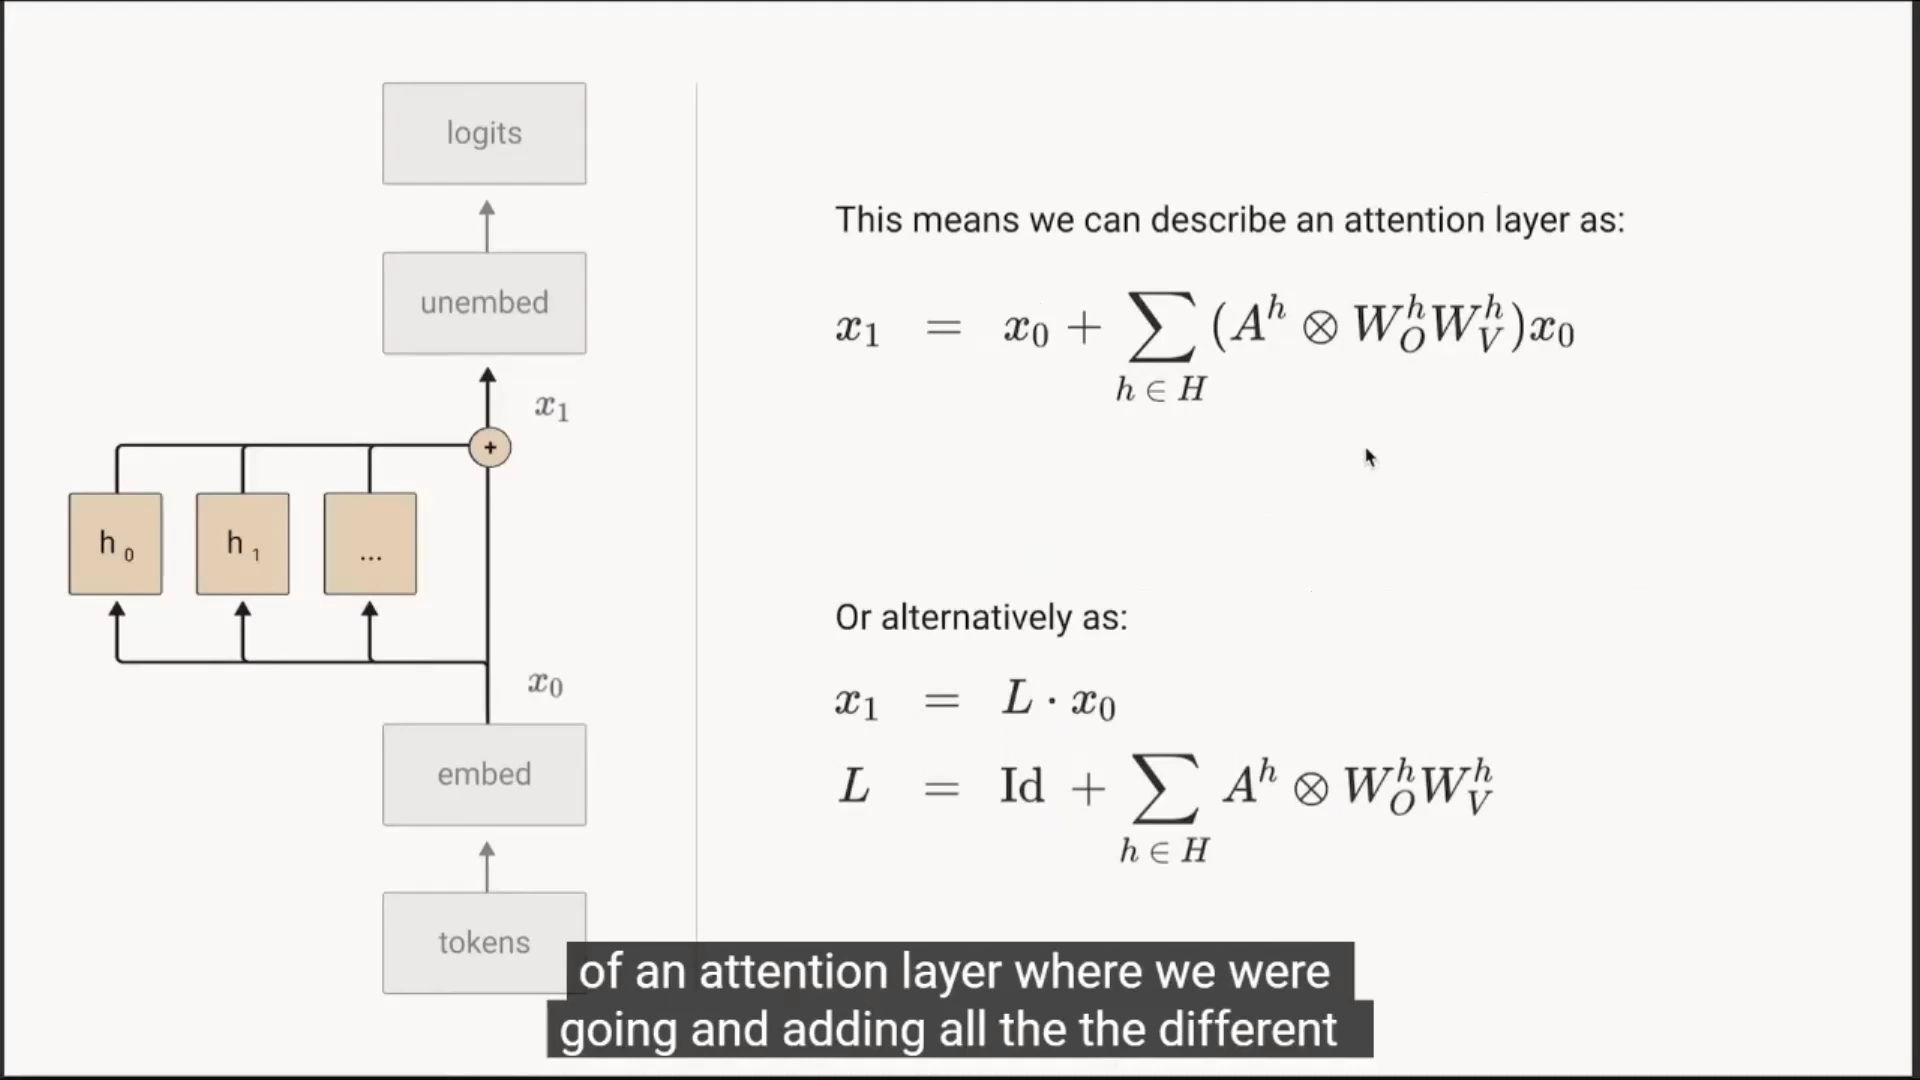 logits
unembed
x₁
+
h₀
h₁
...
x₀
embed
tokens
This means we can describe an attention layer as:
x₁ = x₀ + ∑_{h ∈ H} (A^h ⊗ W_O^h W_V^h)x₀
Or alternatively as:
x₁ = L · x₀
L = Id + ∑_{h ∈ H} A^h ⊗ W_O^h W_V^h
of an attention layer where we were
going and adding all the the different